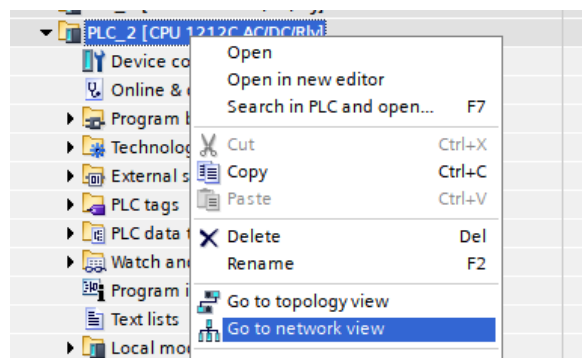 PLC_2 [CPU 1212C AC/DC/Rly]
Device co
Online &
Program
Technolog
External s
PLC tags
PLC data
Watch an
Program i
Text lists
Local mo
Open
Open in new editor
Search in PLC and open... F7
Cut Ctrl+X
Copy Ctrl+C
Paste Ctrl+V
Delete Del
Rename F2
Go to topology view
Go to network view